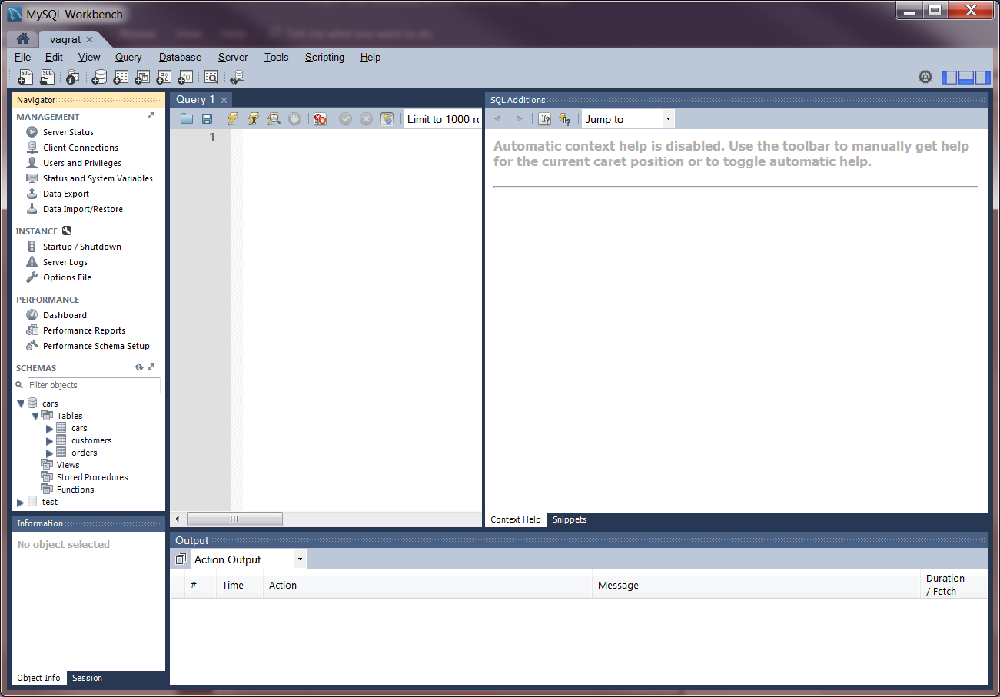 MySQL Workbench
vagrat
File Edit View Query Database Server Tools Scripting Help
Navigator
MANAGEMENT
Server Status
Client Connections
Users and Privileges
Status and System Variables
Data Export
Data Import/Restore
INSTANCE
Startup / Shutdown
Server Logs
Options File
PERFORMANCE
Dashboard
Performance Reports
Performance Schema Setup
SCHEMAS
Filter objects
cars
Tables
cars
customers
orders
Views
Stored Procedures
Functions
test
Information
No object selected
Object Info Session
Query 1
Limit to 1000 r
1
SQL Additions
Jump to
Automatic context help is disabled. Use the toolbar to manually get help
for the current caret position or to toggle automatic help.
Context Help Snippets
Output
Action Output
# Time Action Message Duration
/ Fetch